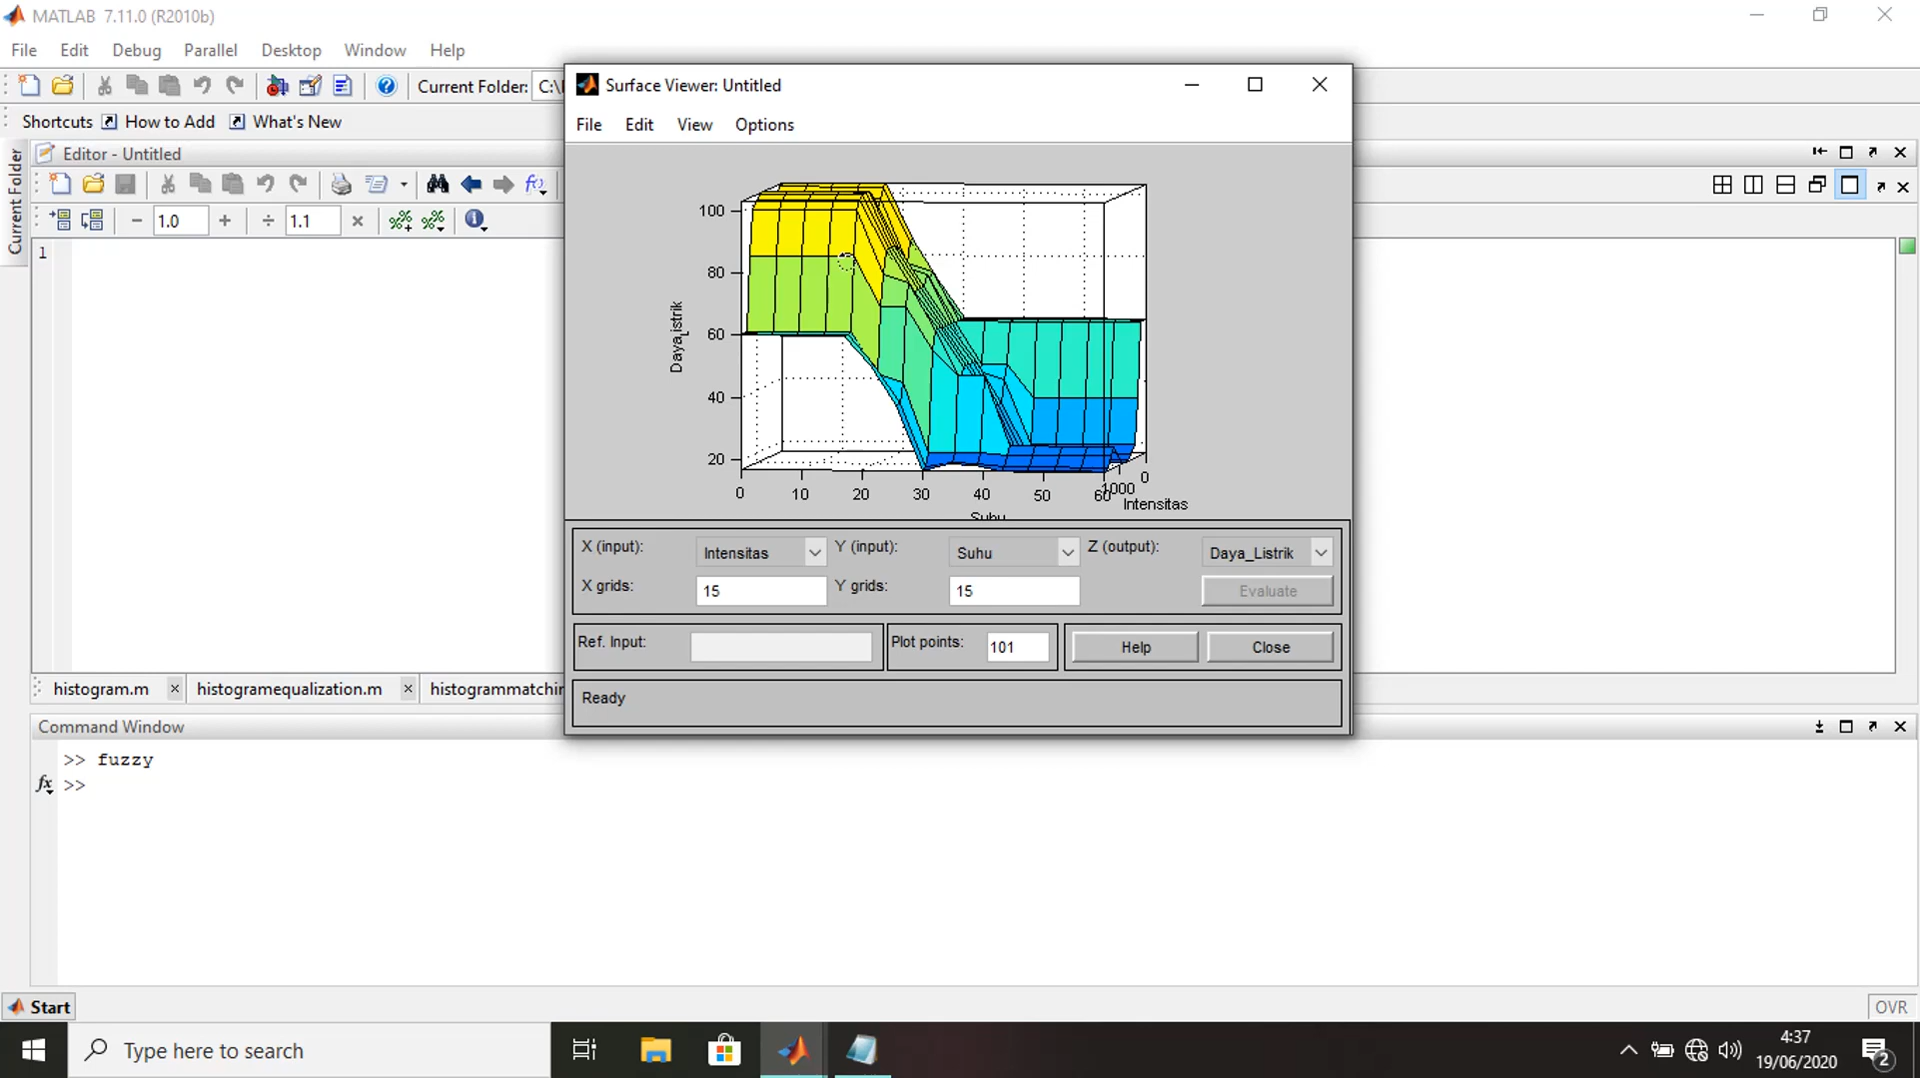 MATLAB 7.11.0 (R2010b)
File Edit Debug Parallel Desktop Window Help
Current Folder: C:\
Shortcuts How to Add What's New
Current Folder
Editor - Untitled
1.0 1.1
1
histogram.m histogramequalization.m histogrammatchin
Command Window
>> fuzzy
>>
Start
OVR
Surface Viewer: Untitled
File Edit View Options
100
80
60
40
20
Daya_Listrik
0 10 20 30 40 50 60
1000 0
Intensitas
Suhu
X (input): Intensitas Y (input): Suhu Z (output): Daya_Listrik
X grids: 15 Y grids: 15 Evaluate
Ref. Input: Plot points: 101 Help Close
Ready
Type here to search
4:37
19/06/2020
2